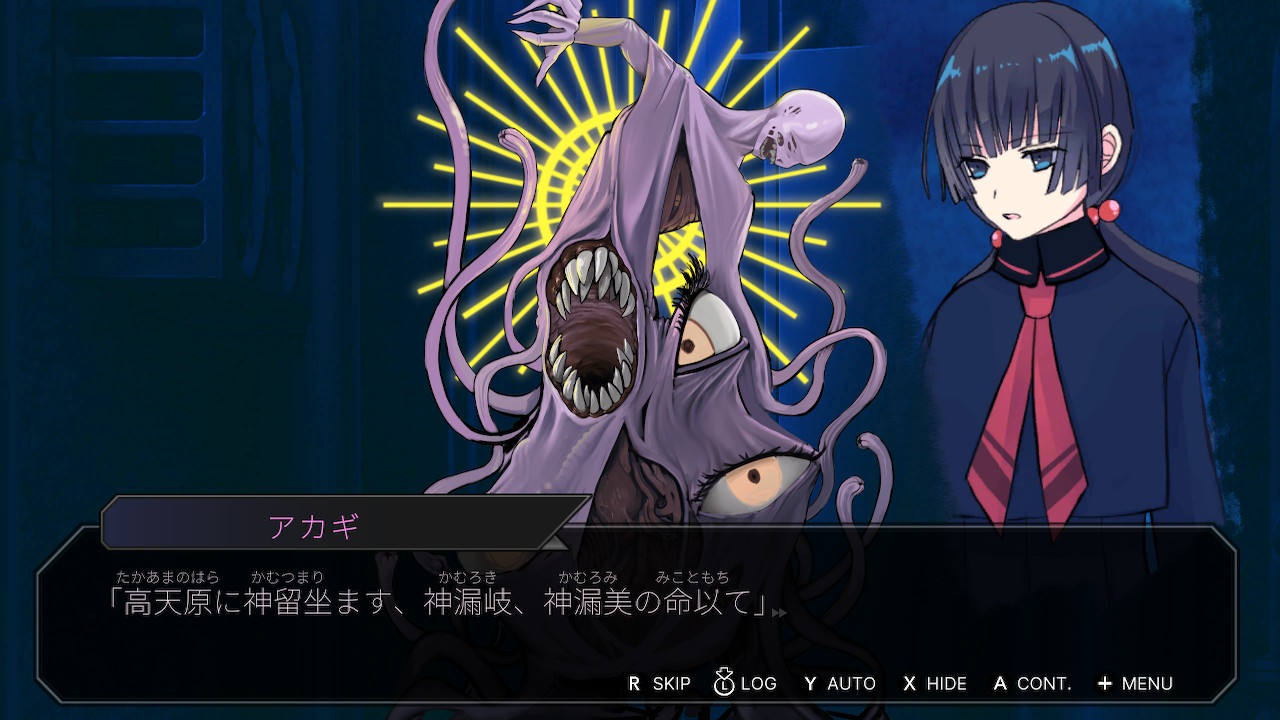 アカギ
たかあまのはら かむつまり かむろき かむろみ みこともち
「高天原に神留坐ます、神漏岐、神漏美の命以て」
R SKIP L LOG Y AUTO X HIDE A CONT. + MENU